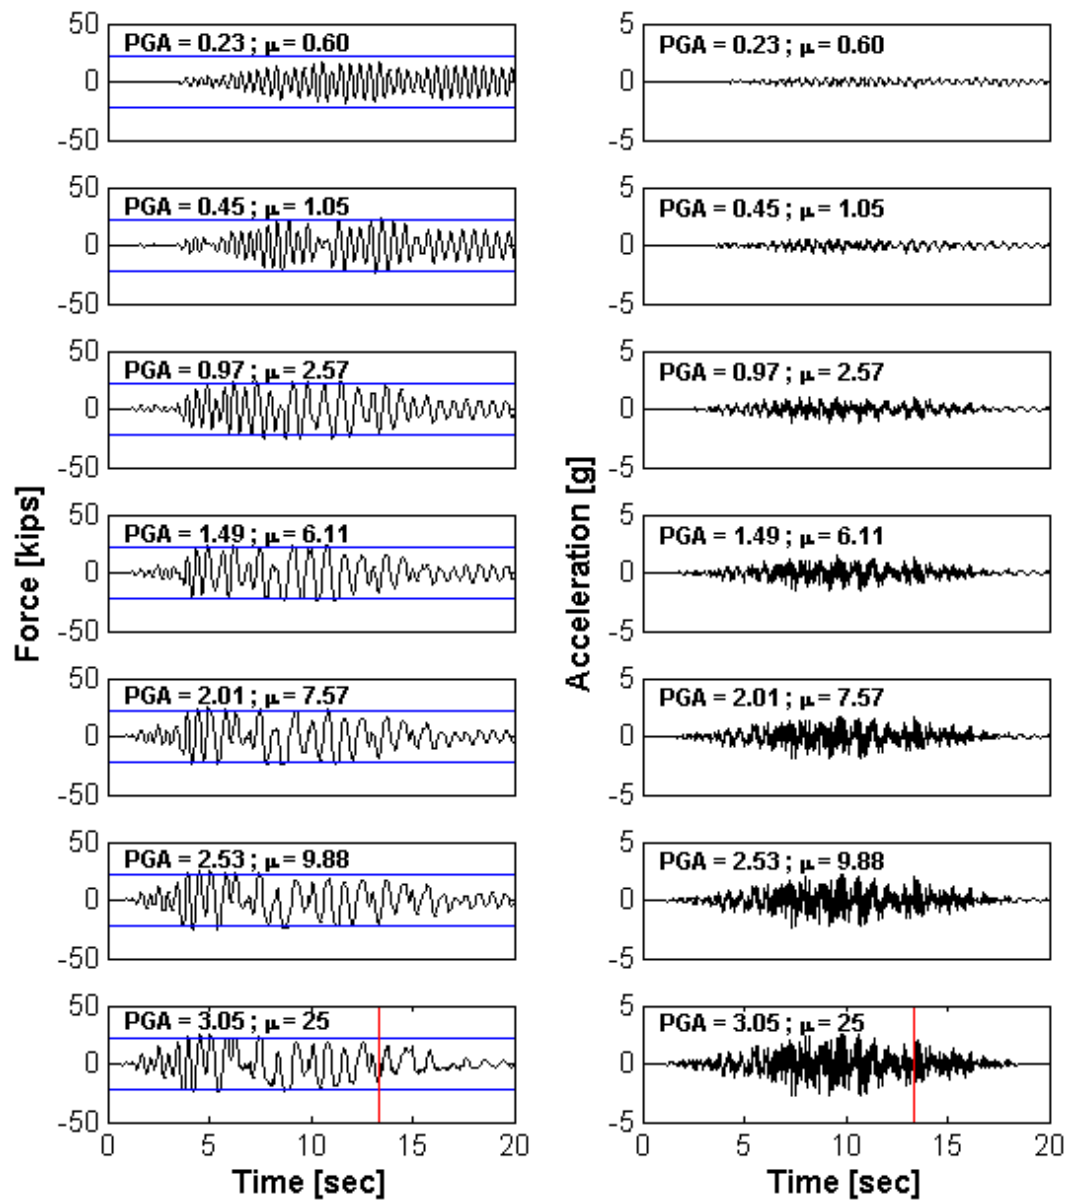 50
0
-50
PGA = 0.23 ; μ = 0.60
5
0
-5
PGA = 0.23 ; μ = 0.60
50
0
-50
PGA = 0.45 ; μ = 1.05
5
0
-5
PGA = 0.45 ; μ = 1.05
50
0
-50
PGA = 0.97 ; μ = 2.57
5
0
-5
PGA = 0.97 ; μ = 2.57
50
0
-50
PGA = 1.49 ; μ = 6.11
5
0
-5
PGA = 1.49 ; μ = 6.11
50
0
-50
PGA = 2.01 ; μ = 7.57
5
0
-5
PGA = 2.01 ; μ = 7.57
50
0
-50
PGA = 2.53 ; μ = 9.88
5
0
-5
PGA = 2.53 ; μ = 9.88
50
0
-50
PGA = 3.05 ; μ = 25
5
0
-5
PGA = 3.05 ; μ = 25
Force [kips]
Acceleration [g]
0 5 10 15 20
0 5 10 15 20
Time [sec]
Time [sec]